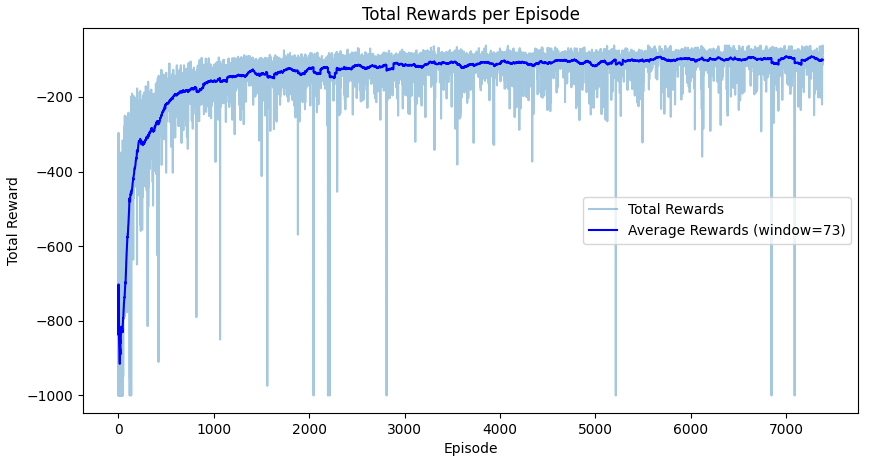 Total Rewards per Episode
Total Reward
−200
−400
−600
−800
−1000
Total Rewards
Average Rewards (window=73)
0 1000 2000 3000 4000 5000 6000 7000
Episode